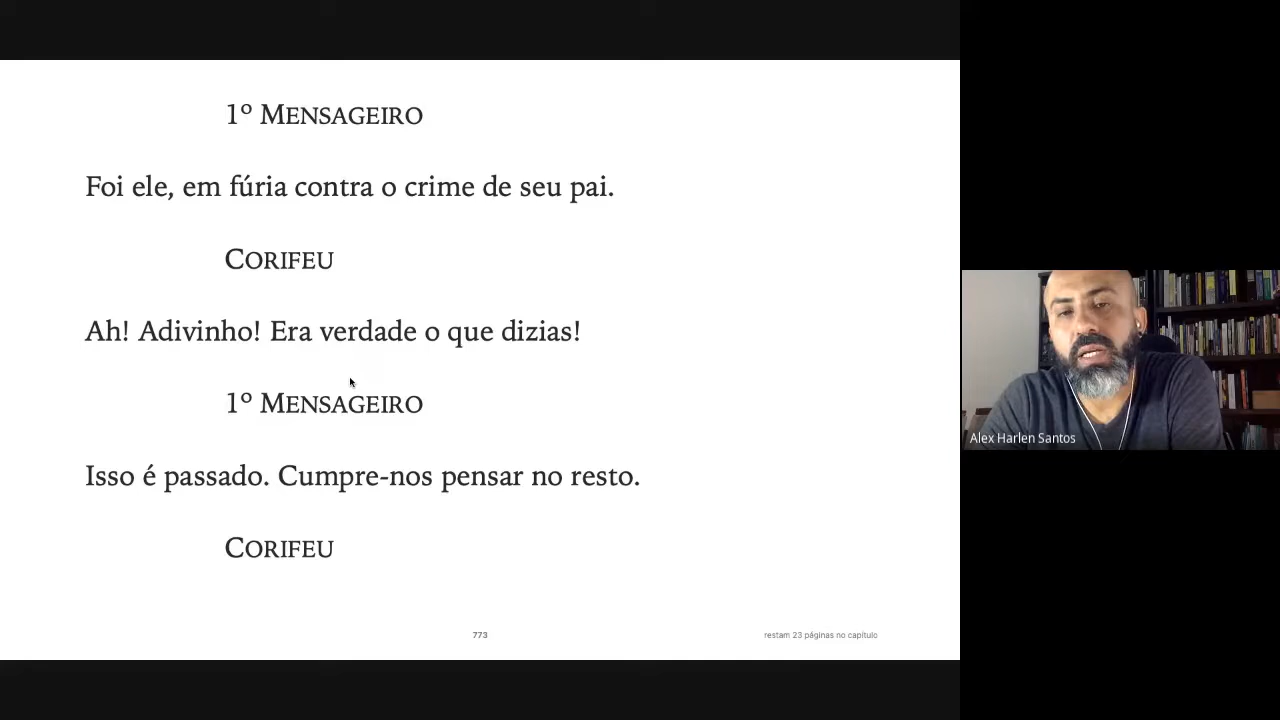 1º MENSAGEIRO
Foi ele, em fúria contra o crime de seu pai.
CORIFEU
Ah! Adivinho! Era verdade o que dizias!
1º MENSAGEIRO
Isso é passado. Cumpre-nos pensar no resto.
CORIFEU
773
restam 23 páginas no capítulo
Alex Harlen Santos